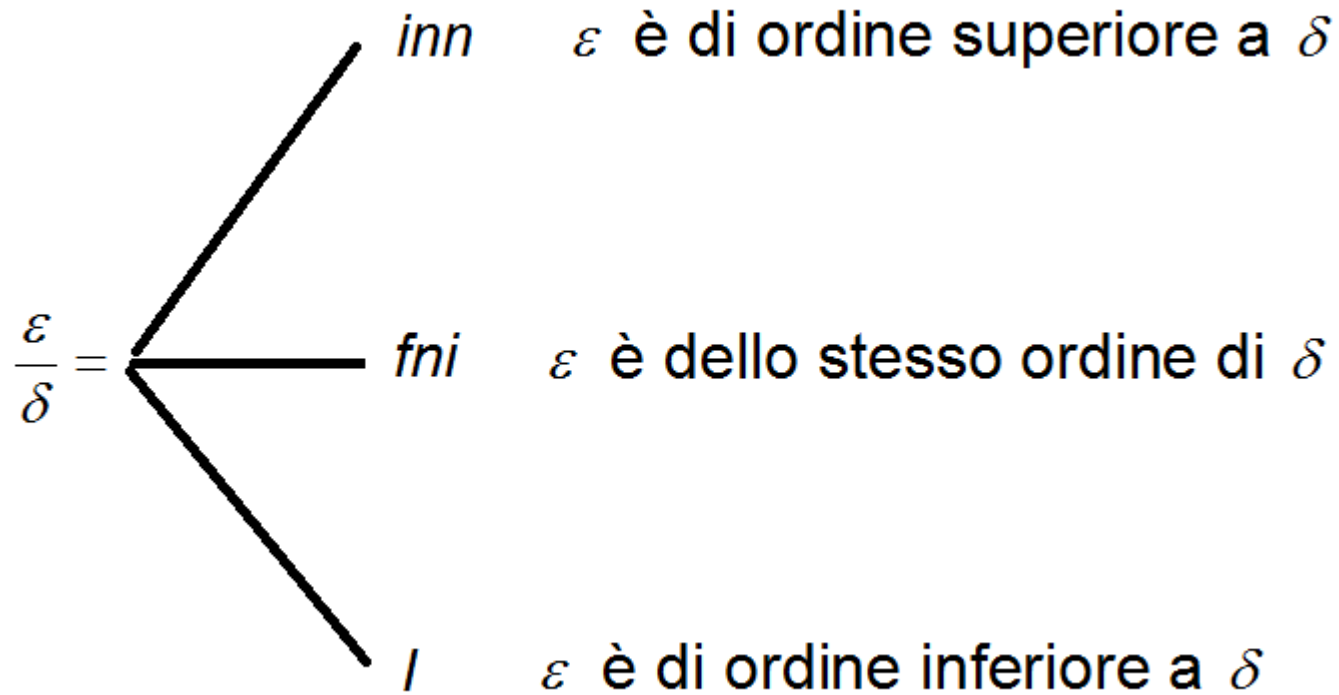 inn ε è di ordine superiore a δ
ε/δ = fni ε è dello stesso ordine di δ
I ε è di ordine inferiore a δ